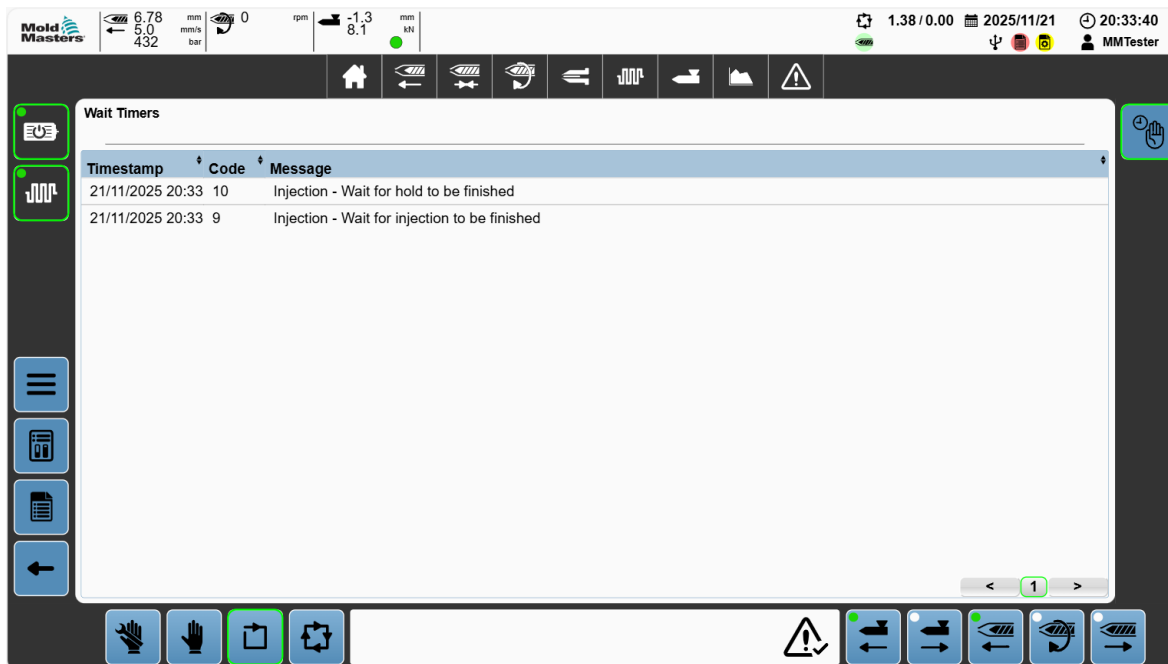 Mold
Masters
6.78 mm
5.0 mm/s
432 bar
0 rpm
-1.3 mm
8.1 kN
1.38 / 0.00
2025/11/21
20:33:40
MMTester
Wait Timers
Timestamp Code Message
21/11/2025 20:33 10 Injection - Wait for hold to be finished
21/11/2025 20:33 9 Injection - Wait for injection to be finished
< 1 >